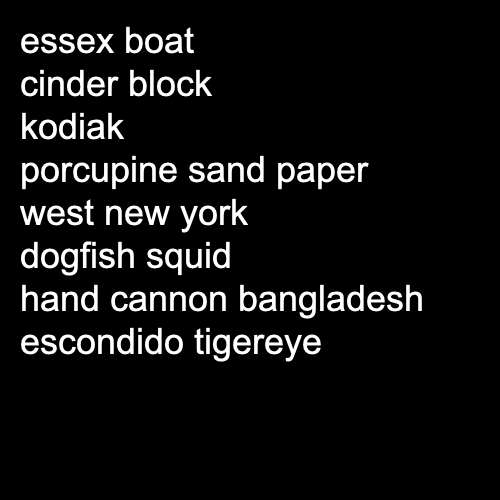 essex boat
cinder block
kodiak
porcupine sand paper
west new york
dogfish squid
hand cannon bangladesh
escondido tigereye